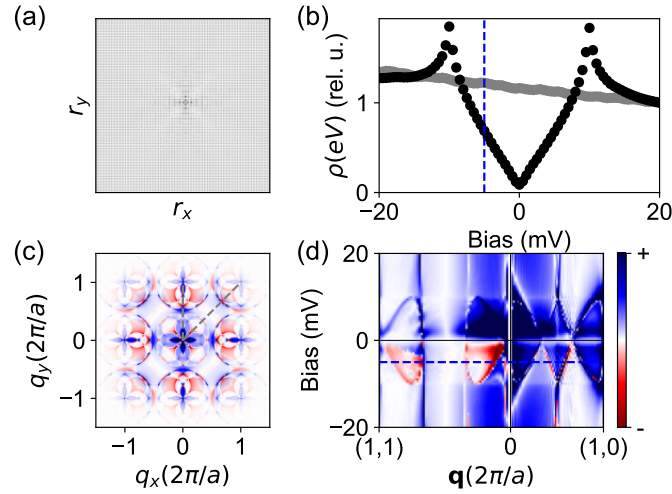 (a)
r_y
r_x
(b)
ρ(eV) (rel. u.)
1
0
−20
0
20
Bias (mV)
(c)
q_y(2π/a)
1
0
−1
−1
0
1
q_x(2π/a)
(d)
Bias (mV)
20
0
−20
(1,1)
0
(1,0)
q(2π/a)
+
-